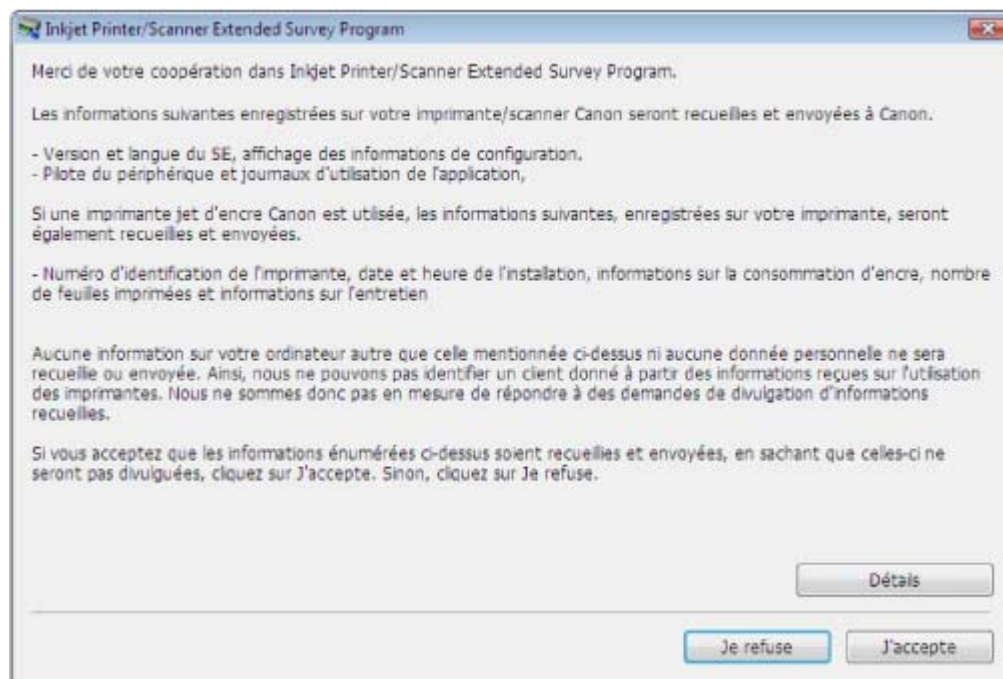 Inkjet Printer/Scanner Extended Survey Program
Merci de votre coopération dans Inkjet Printer/Scanner Extended Survey Program.
Les informations suivantes enregistrées sur votre imprimante/scanner Canon seront recueillies et envoyées à Canon.
- Version et langue du SE, affichage des informations de configuration.
- Pilote du périphérique et journaux d'utilisation de l'application,
Si une imprimante jet d'encre Canon est utilisée, les informations suivantes, enregistrées sur votre imprimante, seront
également recueillies et envoyées.
- Numéro d'identification de l'imprimante, date et heure de l'installation, informations sur la consommation d'encre, nombre
de feuilles imprimées et informations sur l'entretien
Aucune information sur votre ordinateur autre que celle mentionnée ci-dessus ni aucune donnée personnelle ne sera
recueillie ou envoyée. Ainsi, nous ne pouvons pas identifier un client donné à partir des informations reçues sur l'utilisation
des imprimantes. Nous ne sommes donc pas en mesure de répondre à des demandes de divulgation d'informations
recueillies.
Si vous acceptez que les informations énumérées ci-dessus soient recueillies et envoyées, en sachant que celles-ci ne
seront pas divulguées, cliquez sur J'accepte. Sinon, cliquez sur Je refuse.
Détails
Je refuse
J'accepte